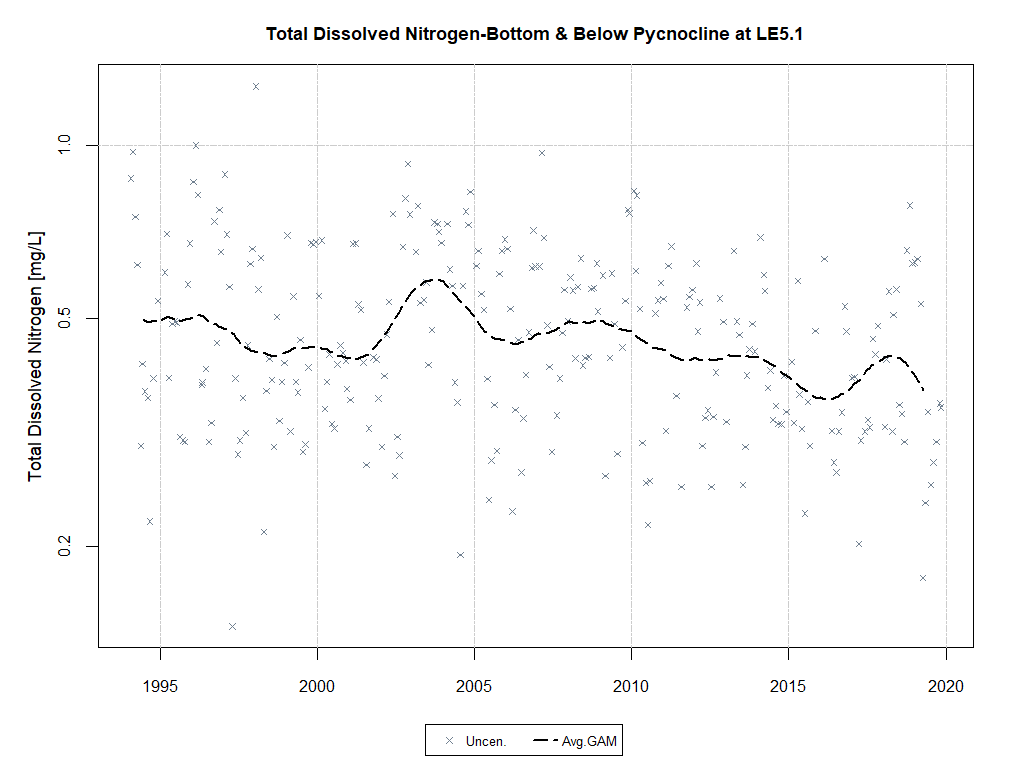 Total Dissolved Nitrogen-Bottom & Below Pycnocline at LE5.1
Total Dissolved Nitrogen [mg/L]
1.0
0.5
0.2
1995 2000 2005 2010 2015 2020
Uncen. Avg.GAM